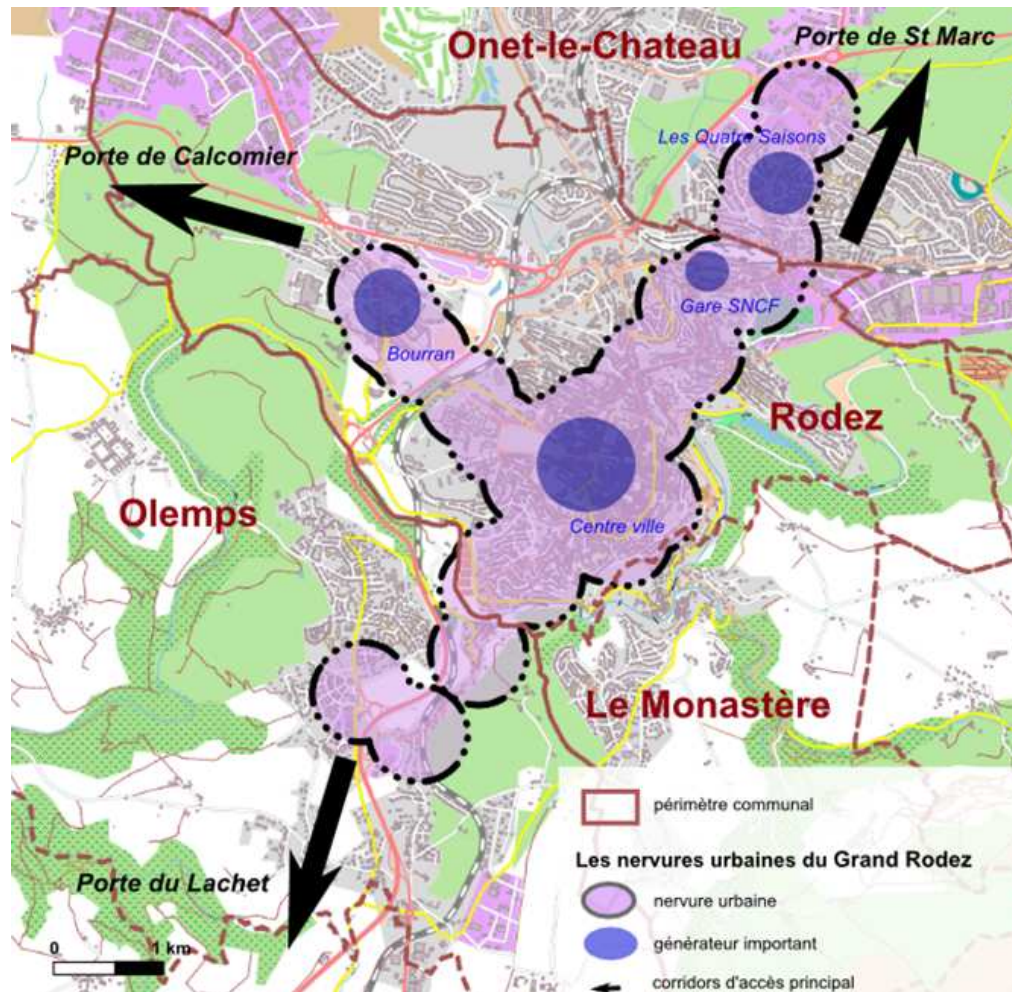 Onet-le-Chateau
Porte de St Marc
Les Quatre Saisons
Porte de Calcomier
Gare SNCF
Bourran
Rodez
Olemps
Centre ville
Le Monastère
périmètre communal
Les nervures urbaines du Grand Rodez
Porte du Lachet
nervure urbaine
0 1 km
générateur important
corridors d'accès principal